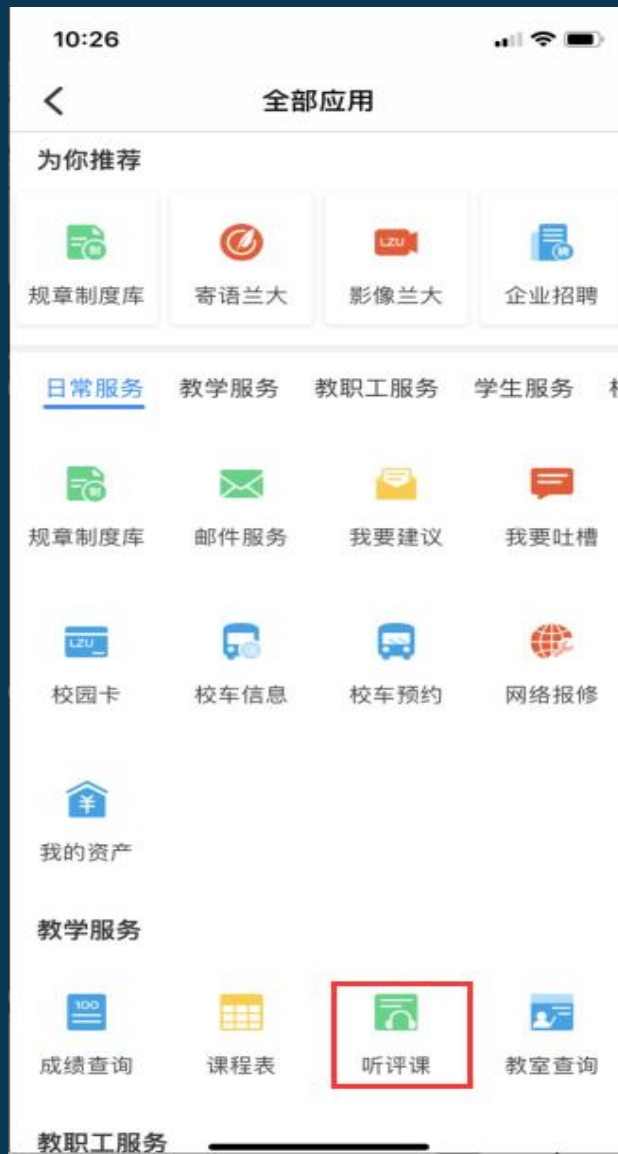 10:26
全部应用
为你推荐
LZU
规章制度库 寄语兰大 影像兰大 企业招聘
日常服务 教学服务 教职工服务 学生服务
规章制度库 邮件服务 我要建议 我要吐槽
LZU
校园卡 校车信息 校车预约 网络报修
¥
我的资产
教学服务
100
成绩查询 课程表 听评课 教室查询
教职工服务